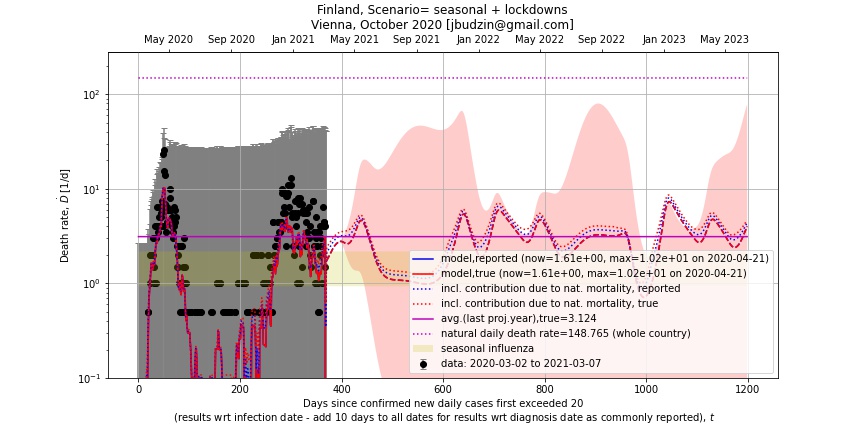 Finland, Scenario= seasonal + lockdowns
Vienna, October 2020 [jbudzin@gmail.com]
May 2020 Sep 2020 Jan 2021 May 2021 Sep 2021 Jan 2022 May 2022 Sep 2022 Jan 2023 May 2023
Death rate, Ḋ [1/d]
10²
10¹
10⁰
10⁻¹
model,reported (now=1.61e+00, max=1.02e+01 on 2020-04-21)
model,true (now=1.61e+00, max=1.02e+01 on 2020-04-21)
incl. contribution due to nat. mortality, reported
incl. contribution due to nat. mortality, true
avg.(last proj.year),true=3.124
natural daily death rate=148.765 (whole country)
seasonal influenza
data: 2020-03-02 to 2021-03-07
0 200 400 600 800 1000 1200
Days since confirmed new daily cases first exceeded 20
(results wrt infection date - add 10 days to all dates for results wrt diagnosis date as commonly reported), t